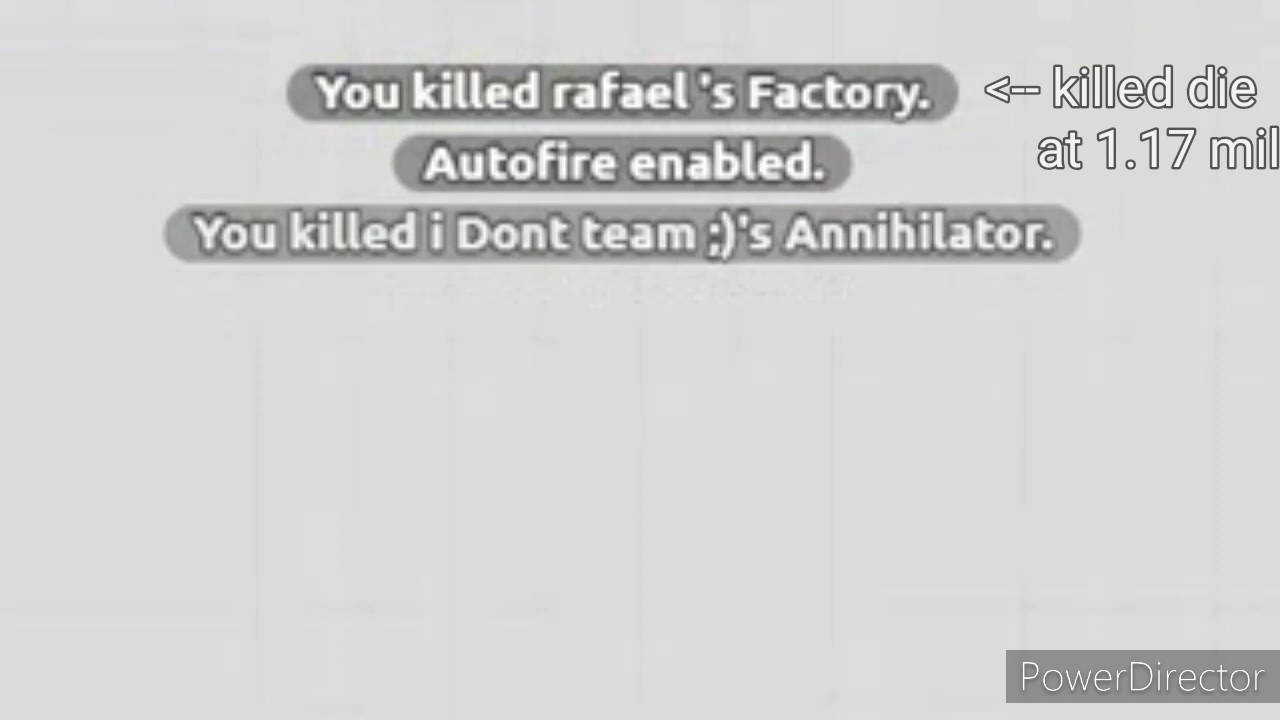 You killed rafael 's Factory.
<-- killed die
at 1.17 mil
Autofire enabled.
You killed i Dont team ;)'s Annihilator.
PowerDirector